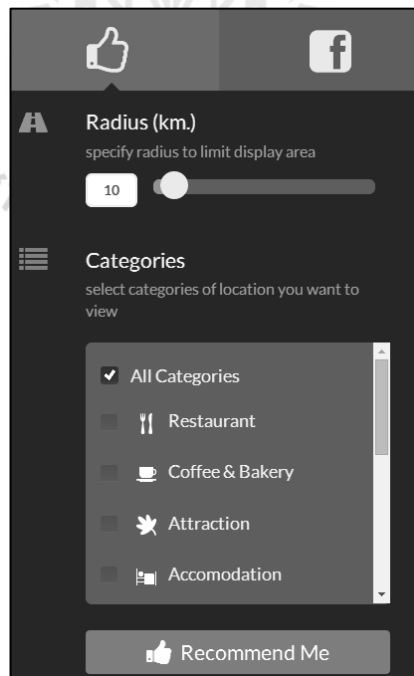 Radius (km.)
specify radius to limit display area
10
Categories
select categories of location you want to
view
All Categories
Restaurant
Coffee & Bakery
Attraction
Accomodation
Recommend Me